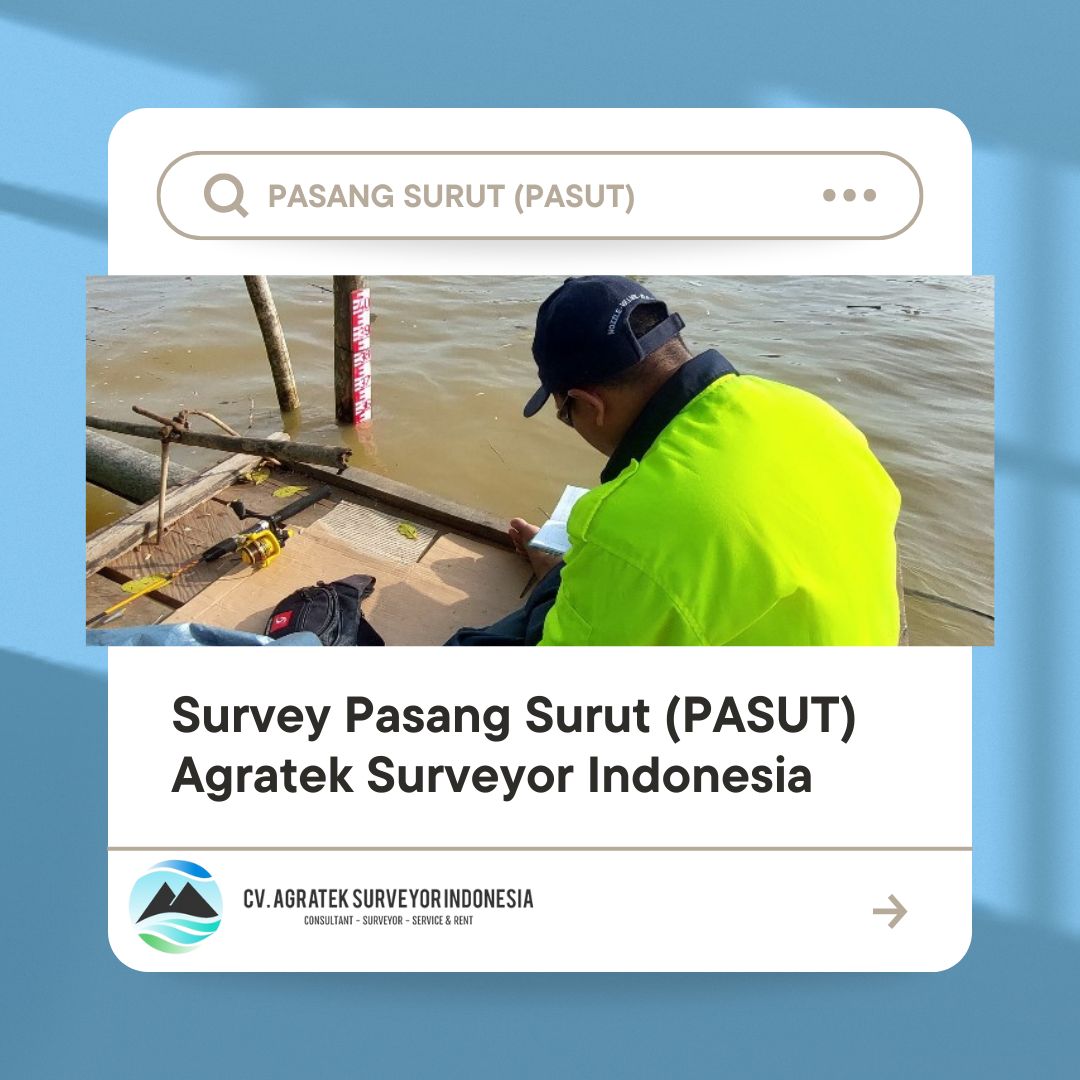 PASANG SURUT (PASUT)
Survey Pasang Surut (PASUT)
Agratek Surveyor Indonesia
CV. AGRATEK SURVEYOR INDONESIA
CONSULTANT - SURVEYOR - SERVICE & RENT